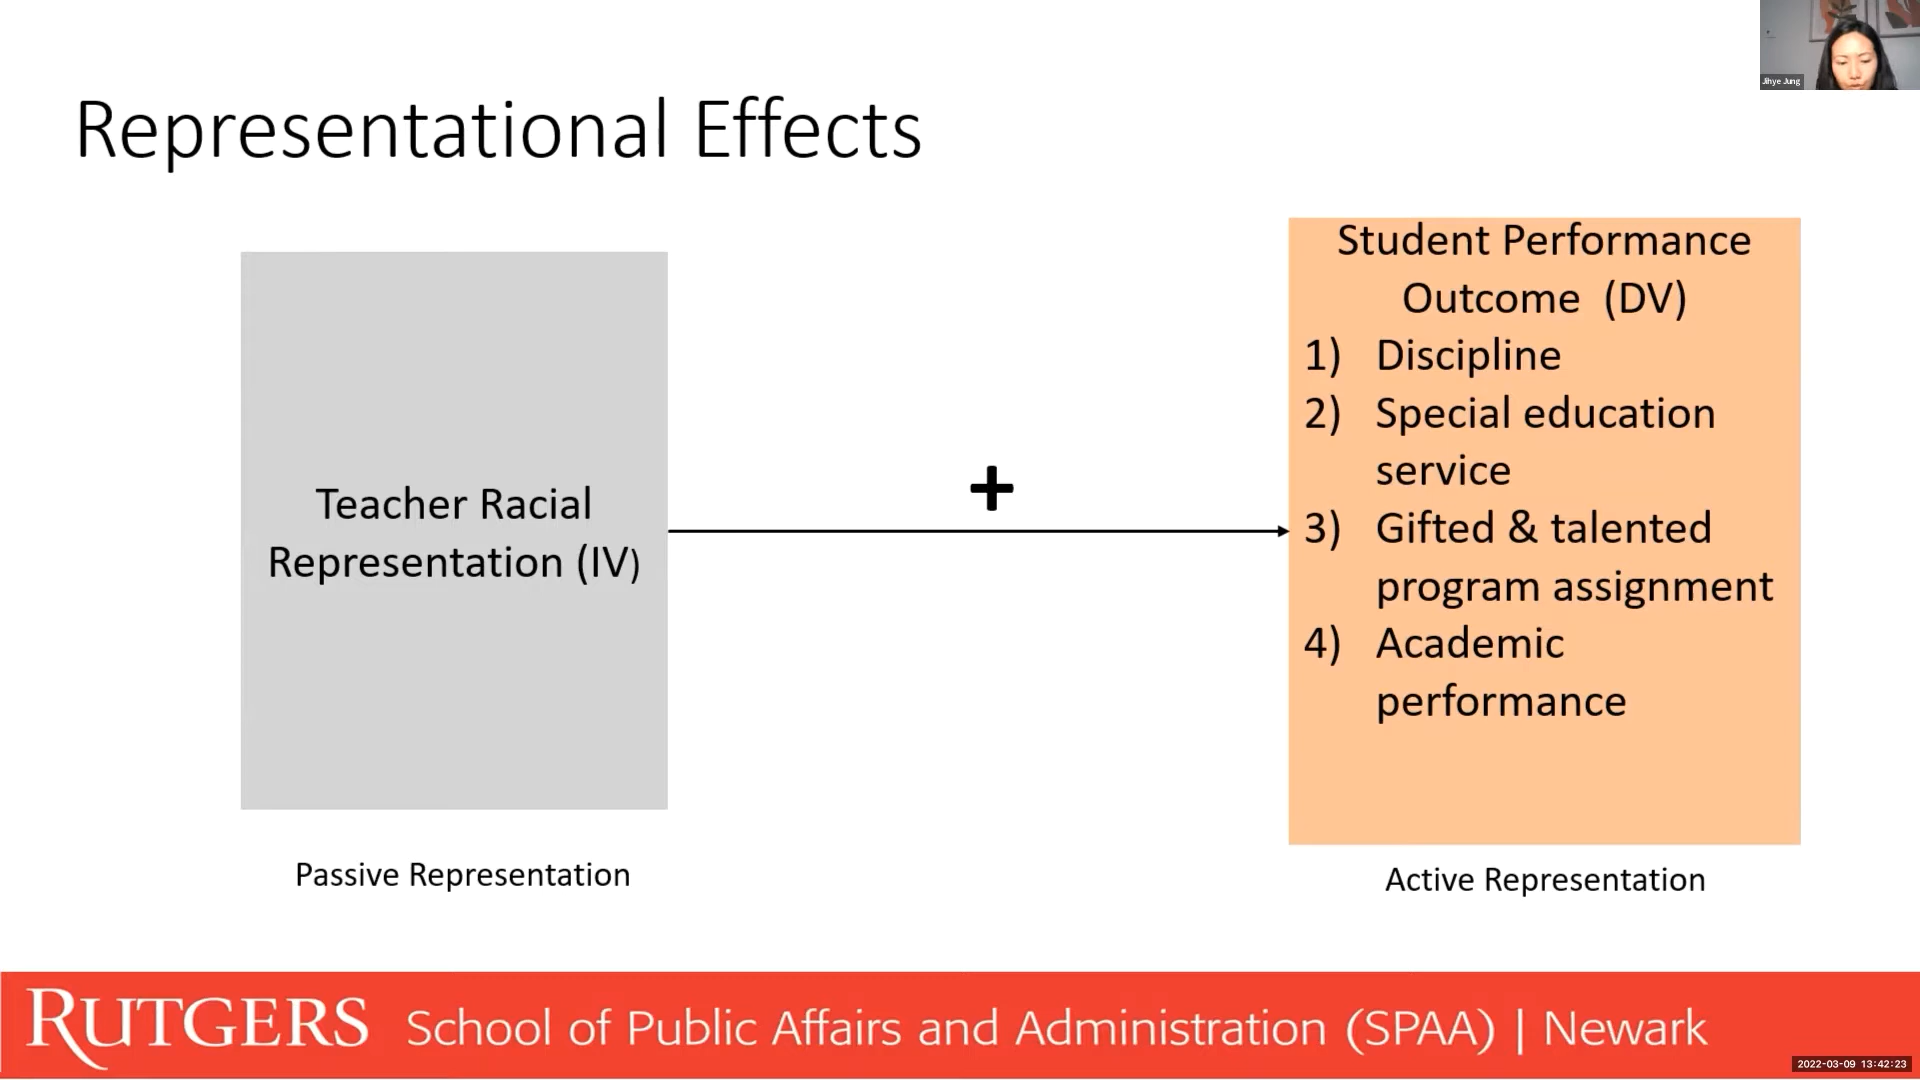 Jihye Jung
Representational Effects
Teacher Racial
Representation (IV)
+
Student Performance
Outcome (DV)
1) Discipline
2) Special education
service
3) Gifted & talented
program assignment
4) Academic
performance
Passive Representation
Active Representation
RUTGERS School of Public Affairs and Administration (SPAA) | Newark
2022-03-09 13:42:23